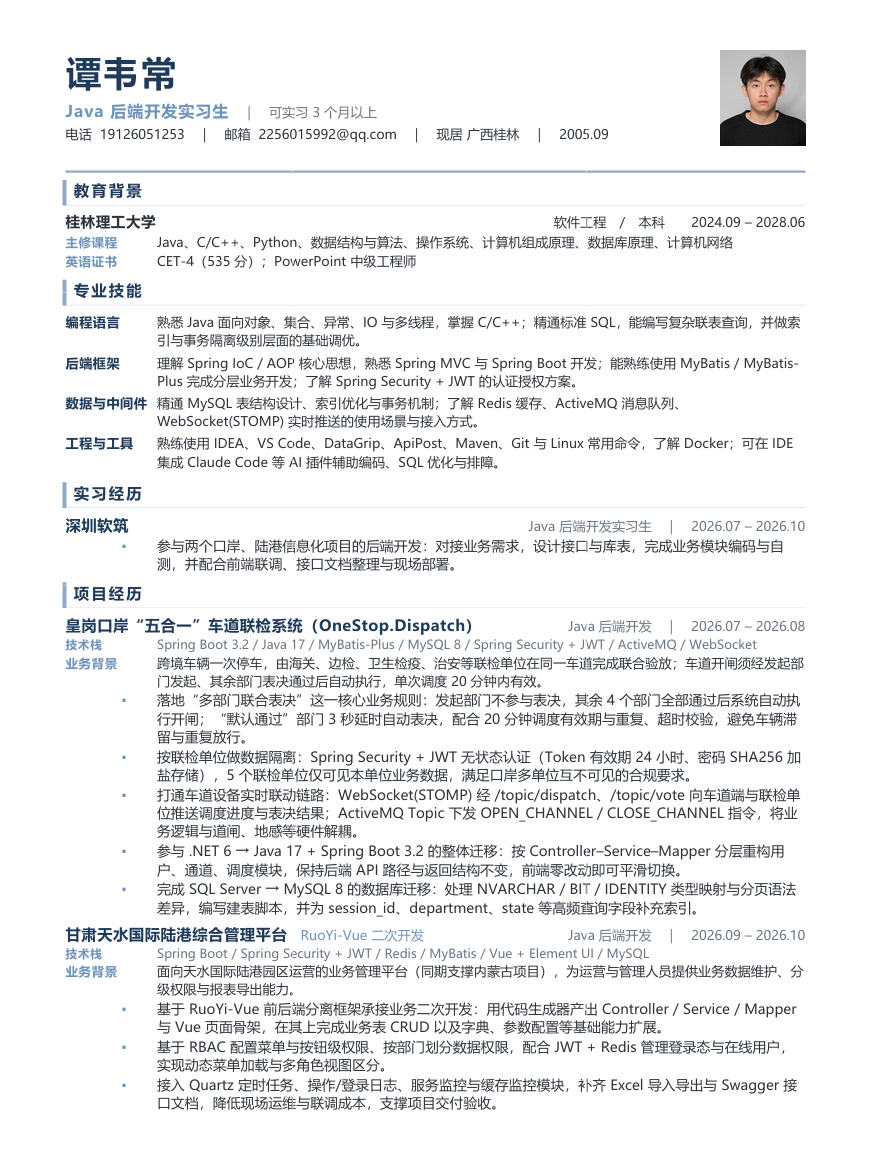 谭韦常
Java 后端开发实习生 | 可实习 3 个月以上
电话 19126051253 | 邮箱 2256015992@qq.com | 现居 广西桂林 | 2005.09
教育背景
桂林理工大学 软件工程 / 本科 2024.09 – 2028.06
主修课程 Java、C/C++、Python、数据结构与算法、操作系统、计算机组成原理、数据库原理、计算机网络
英语证书 CET-4（535 分）；PowerPoint 中级工程师
专业技能
编程语言 熟悉 Java 面向对象、集合、异常、IO 与多线程，掌握 C/C++；精通标准 SQL，能编写复杂联表查询，并做索
引与事务隔离级别层面的基础调优。
后端框架 理解 Spring IoC / AOP 核心思想，熟悉 Spring MVC 与 Spring Boot 开发；能熟练使用 MyBatis / MyBatis-
Plus 完成分层业务开发；了解 Spring Security + JWT 的认证授权方案。
数据与中间件 精通 MySQL 表结构设计、索引优化与事务机制；了解 Redis 缓存、ActiveMQ 消息队列、
WebSocket(STOMP) 实时推送的使用场景与接入方式。
工程与工具 熟练使用 IDEA、VS Code、DataGrip、ApiPost、Maven、Git 与 Linux 常用命令，了解 Docker；可在 IDE
集成 Claude Code 等 AI 插件辅助编码、SQL 优化与排障。
实习经历
深圳软筑 Java 后端开发实习生 | 2026.07 – 2026.10
▪ 参与两个口岸、陆港信息化项目的后端开发：对接业务需求，设计接口与库表，完成业务模块编码与自
测，并配合前端联调、接口文档整理与现场部署。
项目经历
皇岗口岸“五合一”车道联检系统（OneStop.Dispatch） Java 后端开发 | 2026.07 – 2026.08
技术栈 Spring Boot 3.2 / Java 17 / MyBatis-Plus / MySQL 8 / Spring Security + JWT / ActiveMQ / WebSocket
业务背景 跨境车辆一次停车，由海关、边检、卫生检疫、治安等联检单位在同一车道完成联合验放；车道开闸须经发起部
门发起、其余部门表决通过后自动执行，单次调度 20 分钟内有效。
▪ 落地“多部门联合表决”这一核心业务规则：发起部门不参与表决，其余 4 个部门全部通过后系统自动执
行开闸；“默认通过”部门 3 秒延时自动表决，配合 20 分钟调度有效期与重复、超时校验，避免车辆滞
留与重复放行。
▪ 按联检单位做数据隔离：Spring Security + JWT 无状态认证（Token 有效期 24 小时、密码 SHA256 加
盐存储），5 个联检单位仅可见本单位业务数据，满足口岸多单位互不可见的合规要求。
▪ 打通车道设备实时联动链路：WebSocket(STOMP) 经 /topic/dispatch、/topic/vote 向车道端与联检单
位推送调度进度与表决结果；ActiveMQ Topic 下发 OPEN_CHANNEL / CLOSE_CHANNEL 指令，将业
务逻辑与道闸、地感等硬件解耦。
▪ 参与 .NET 6 → Java 17 + Spring Boot 3.2 的整体迁移：按 Controller–Service–Mapper 分层重构用
户、通道、调度模块，保持后端 API 路径与返回结构不变，前端零改动即可平滑切换。
▪ 完成 SQL Server → MySQL 8 的数据库迁移：处理 NVARCHAR / BIT / IDENTITY 类型映射与分页语法
差异，编写建表脚本，并为 session_id、department、state 等高频查询字段补充索引。
甘肃天水国际陆港综合管理平台 RuoYi-Vue 二次开发 Java 后端开发 | 2026.09 – 2026.10
技术栈 Spring Boot / Spring Security + JWT / Redis / MyBatis / Vue + Element UI / MySQL
业务背景 面向天水国际陆港园区运营的业务管理平台（同期支撑内蒙古项目），为运营与管理人员提供业务数据维护、分
级权限与报表导出能力。
▪ 基于 RuoYi-Vue 前后端分离框架承接业务二次开发：用代码生成器产出 Controller / Service / Mapper
与 Vue 页面骨架，在其上完成业务表 CRUD 以及字典、参数配置等基础能力扩展。
▪ 基于 RBAC 配置菜单与按钮级权限、按部门划分数据权限，配合 JWT + Redis 管理登录态与在线用户，
实现动态菜单加载与多角色视图区分。
▪ 接入 Quartz 定时任务、操作/登录日志、服务监控与缓存监控模块，补齐 Excel 导入导出与 Swagger 接
口文档，降低现场运维与联调成本，支撑项目交付验收。